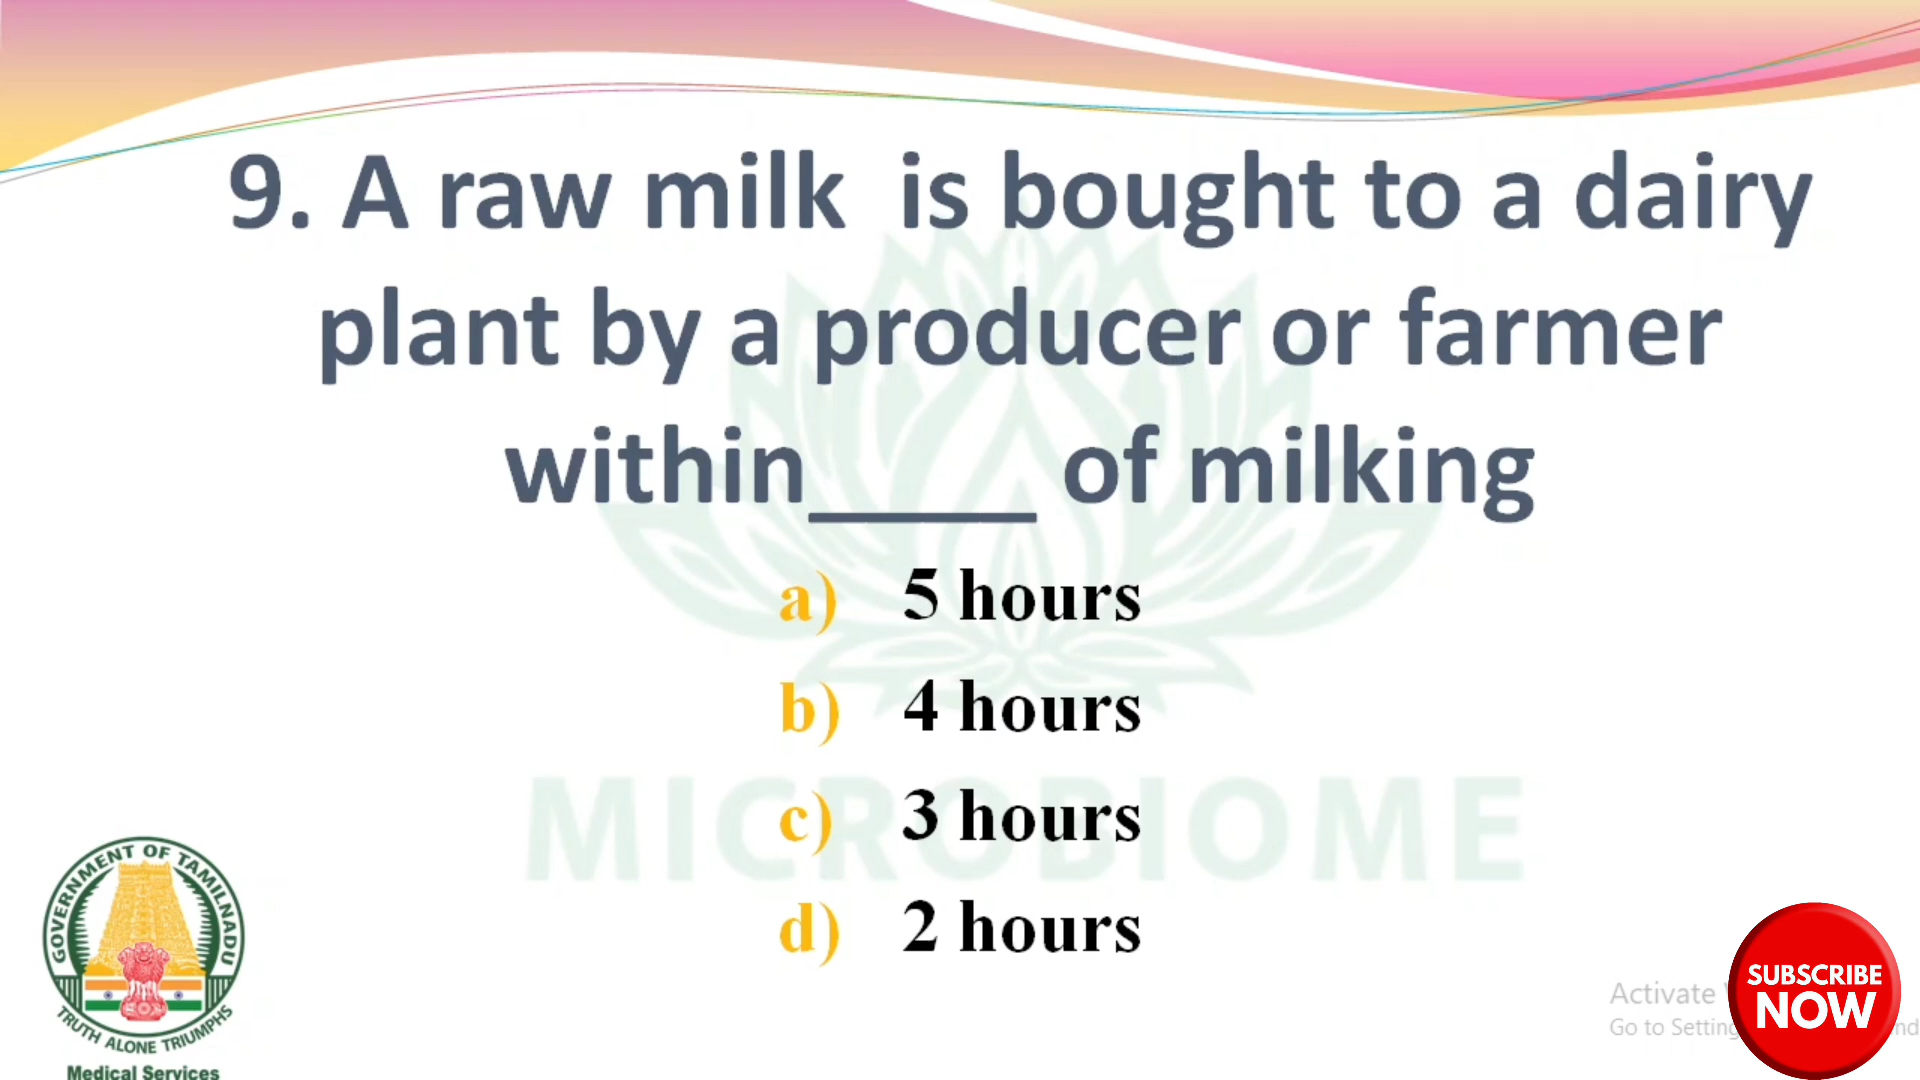 9. A raw milk is bought to a dairy
plant by a producer or farmer
within_____ of milking
a) 5 hours
b) 4 hours
c) 3 hours
d) 2 hours
MICROBIOME
GOVERNMENT OF TAMILNADU
TRUTH ALONE TRIUMPHS
Medical Services
Activate
Go to Setting
SUBSCRIBE
NOW